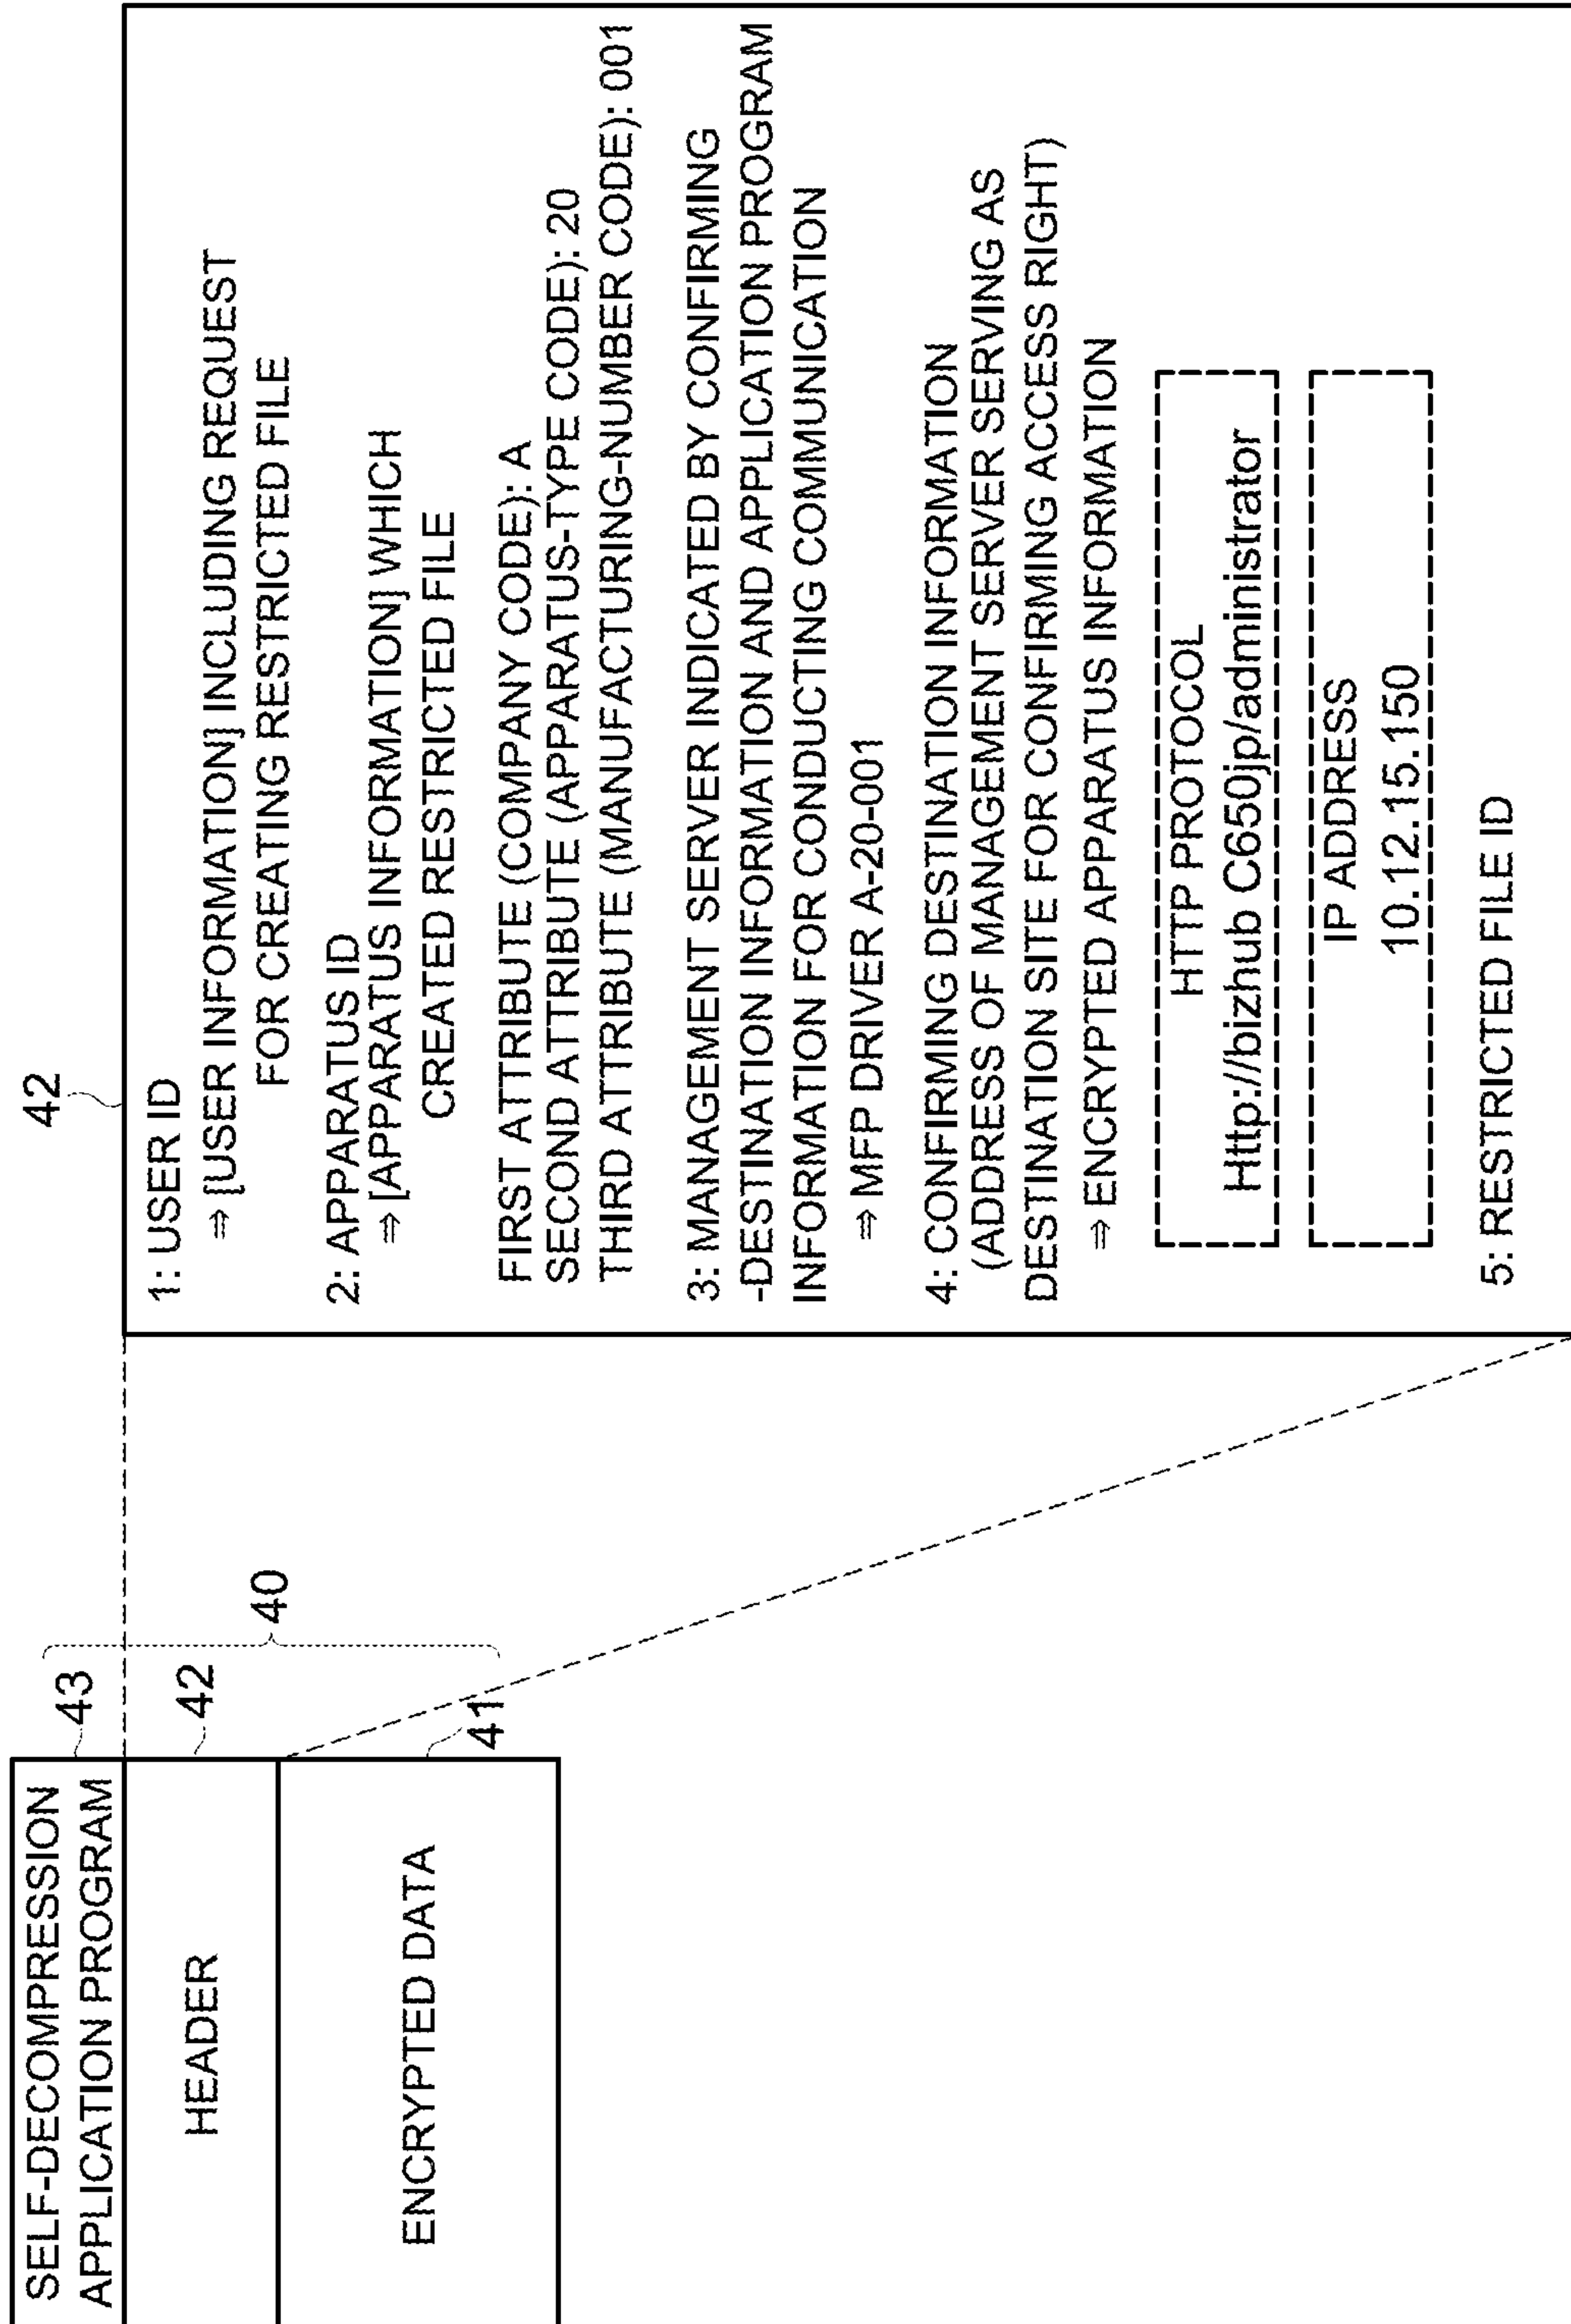 SELF-DECOMPRESSION
APPLICATION PROGRAM
43
HEADER
42
40
ENCRYPTED DATA
41
42
1: USER ID
⇒ [USER INFORMATION] INCLUDING REQUEST
FOR CREATING RESTRICTED FILE
2: APPARATUS ID
⇒ [APPARATUS INFORMATION] WHICH
CREATED RESTRICTED FILE
FIRST ATTRIBUTE (COMPANY CODE): A
SECOND ATTRIBUTE (APPARATUS-TYPE CODE): 20
THIRD ATTRIBUTE (MANUFACTURING-NUMBER CODE): 001
3: MANAGEMENT SERVER INDICATED BY CONFIRMING
-DESTINATION INFORMATION AND APPLICATION PROGRAM
INFORMATION FOR CONDUCTING COMMUNICATION
⇒ MFP DRIVER A-20-001
4: CONFIRMING DESTINATION INFORMATION
(ADDRESS OF MANAGEMENT SERVER SERVING AS
DESTINATION SITE FOR CONFIRMING ACCESS RIGHT)
⇒ ENCRYPTED APPARATUS INFORMATION
HTTP PROTOCOL
Http://bizhub C650jp/administrator
IP ADDRESS
10.12.15.150
5: RESTRICTED FILE ID